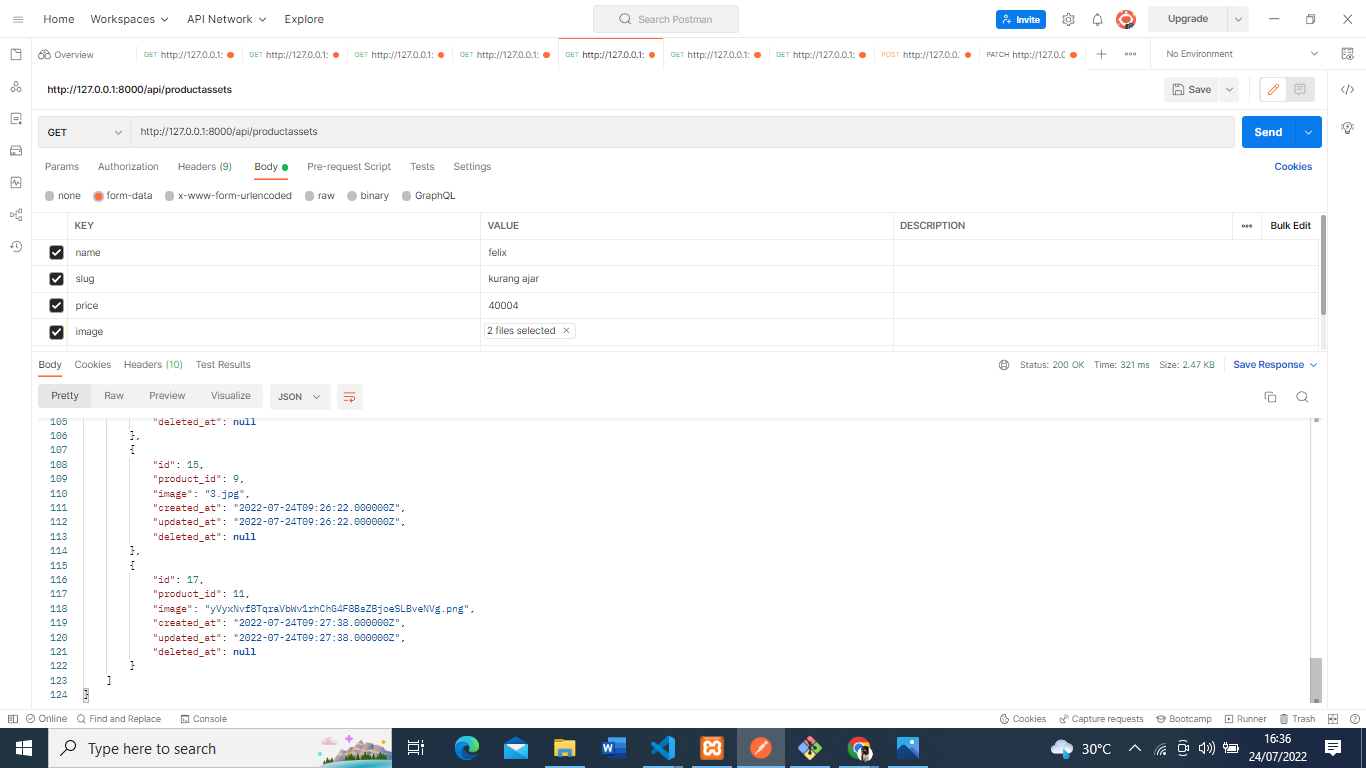 Home Workspaces API Network Explore Search Postman Invite Upgrade
Overview GET http://127.0.0.1: GET http://127.0.0.1: GET http://127.0.0.1: GET http://127.0.0.1: GET http://127.0.0.1: GET http://127.0.0.1: GET http://127.0.0.1: POST http://127.0.0. PATCH http://127.0.0 No Environment
http://127.0.0.1:8000/api/productassets Save
GET http://127.0.0.1:8000/api/productassets Send
Params Authorization Headers (9) Body Pre-request Script Tests Settings Cookies
none form-data x-www-form-urlencoded raw binary GraphQL
KEY VALUE DESCRIPTION Bulk Edit
name felix
slug kurang ajar
price 40004
image 2 files selected
Body Cookies Headers (10) Test Results Status: 200 OK Time: 321 ms Size: 2.47 KB Save Response
Pretty Raw Preview Visualize JSON
105 "deleted_at": null
106 },
107 {
108 "id": 15,
109 "product_id": 9,
110 "image": "3.jpg",
111 "created_at": "2022-07-24T09:26:22.000000Z",
112 "updated_at": "2022-07-24T09:26:22.000000Z",
113 "deleted_at": null
114 },
115 {
116 "id": 17,
117 "product_id": 11,
118 "image": "yVyxNvf8TqraVbWv1rhChG4F8BsZBjoeSLBveNVg.png",
119 "created_at": "2022-07-24T09:27:38.000000Z",
120 "updated_at": "2022-07-24T09:27:38.000000Z",
121 "deleted_at": null
122 }
123 ]
124 }
Online Find and Replace Console Cookies Capture requests Bootcamp Runner Trash
Type here to search 30°C 16:36
24/07/2022